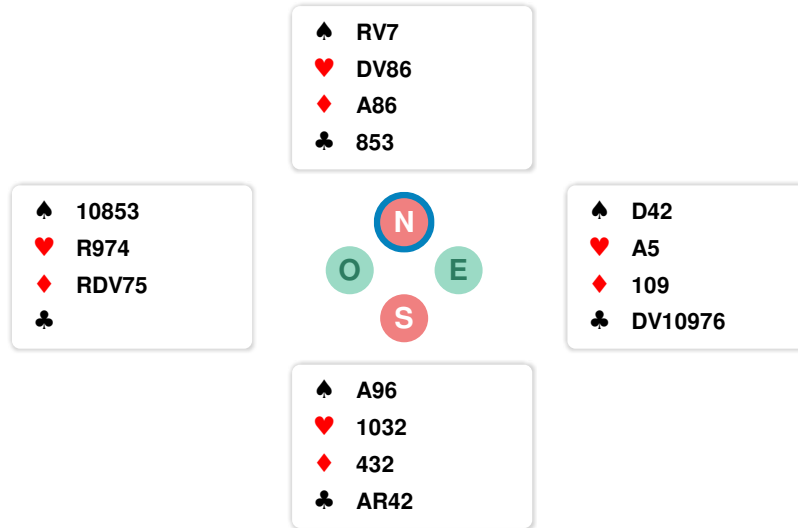 ♠ RV7
♥ DV86
♦ A86
♣ 853
♠ 10853
♥ R974
♦ RDV75
♣
N
O E
S
♠ D42
♥ A5
♦ 109
♣ DV10976
♠ A96
♥ 1032
♦ 432
♣ AR42